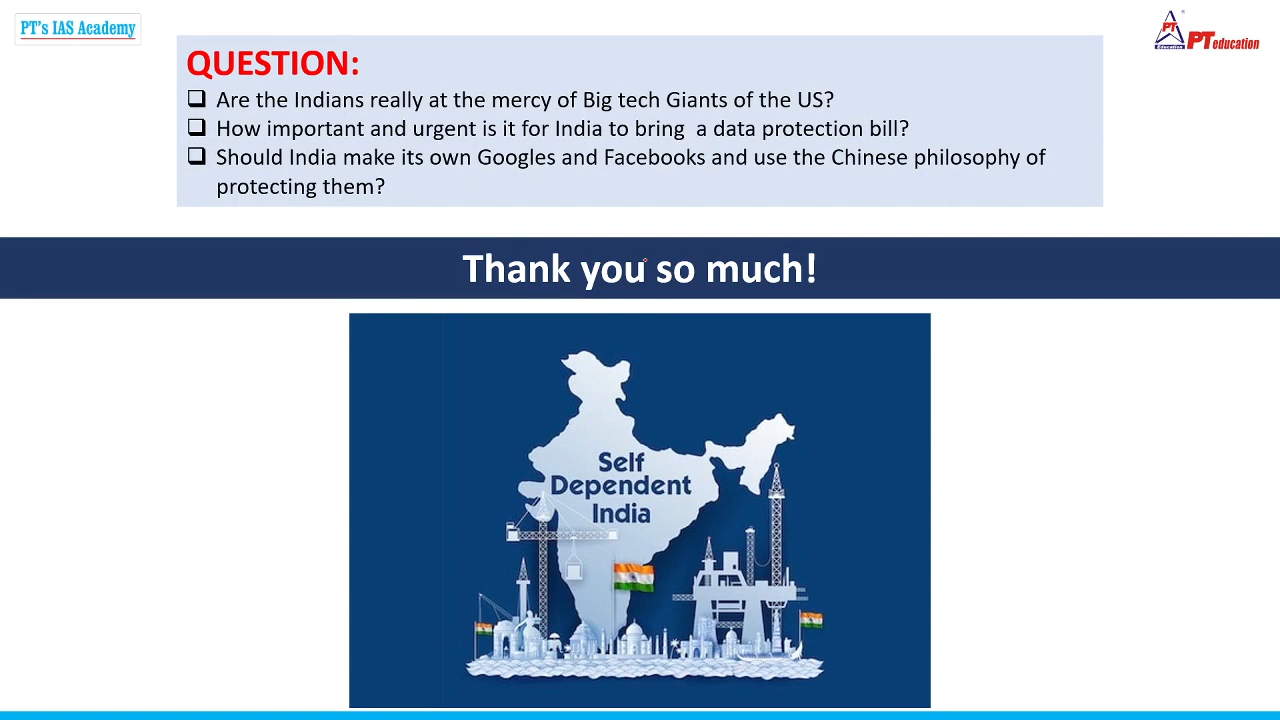 PT's IAS Academy
PT
Education
PT education
QUESTION:
❑ Are the Indians really at the mercy of Big tech Giants of the US?
❑ How important and urgent is it for India to bring  a data protection bill?
❑ Should India make its own Googles and Facebooks and use the Chinese philosophy of
protecting them?
Thank you so much!
Self
Dependent
India